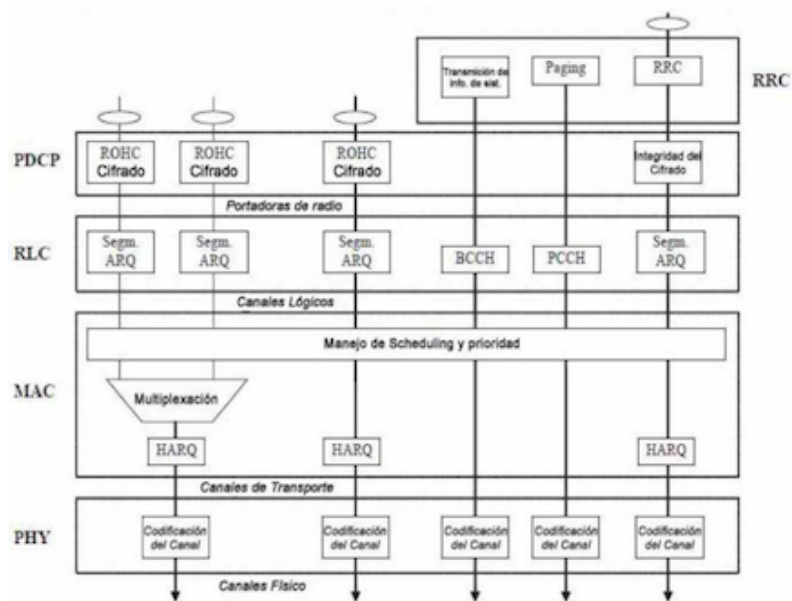 Transmición de
info. de sist.
Paging
RRC
RRC
PDCP
ROHC
Cifrado
ROHC
Cifrado
ROHC
Cifrado
Integridad del
Cifrado
Portadoras de radio
RLC
Segm.
ARQ
Segm.
ARQ
Segm.
ARQ
BCCH
PCCH
Segm.
ARQ
Canales Lógicos
Manejo de Scheduling y prioridad
MAC
Multiplexación
HARQ
HARQ
HARQ
Canales de Transporte
PHY
Codificación
del Canal
Codificación
del Canal
Codificación
del Canal
Codificación
del Canal
Codificación
del Canal
Canales Físico